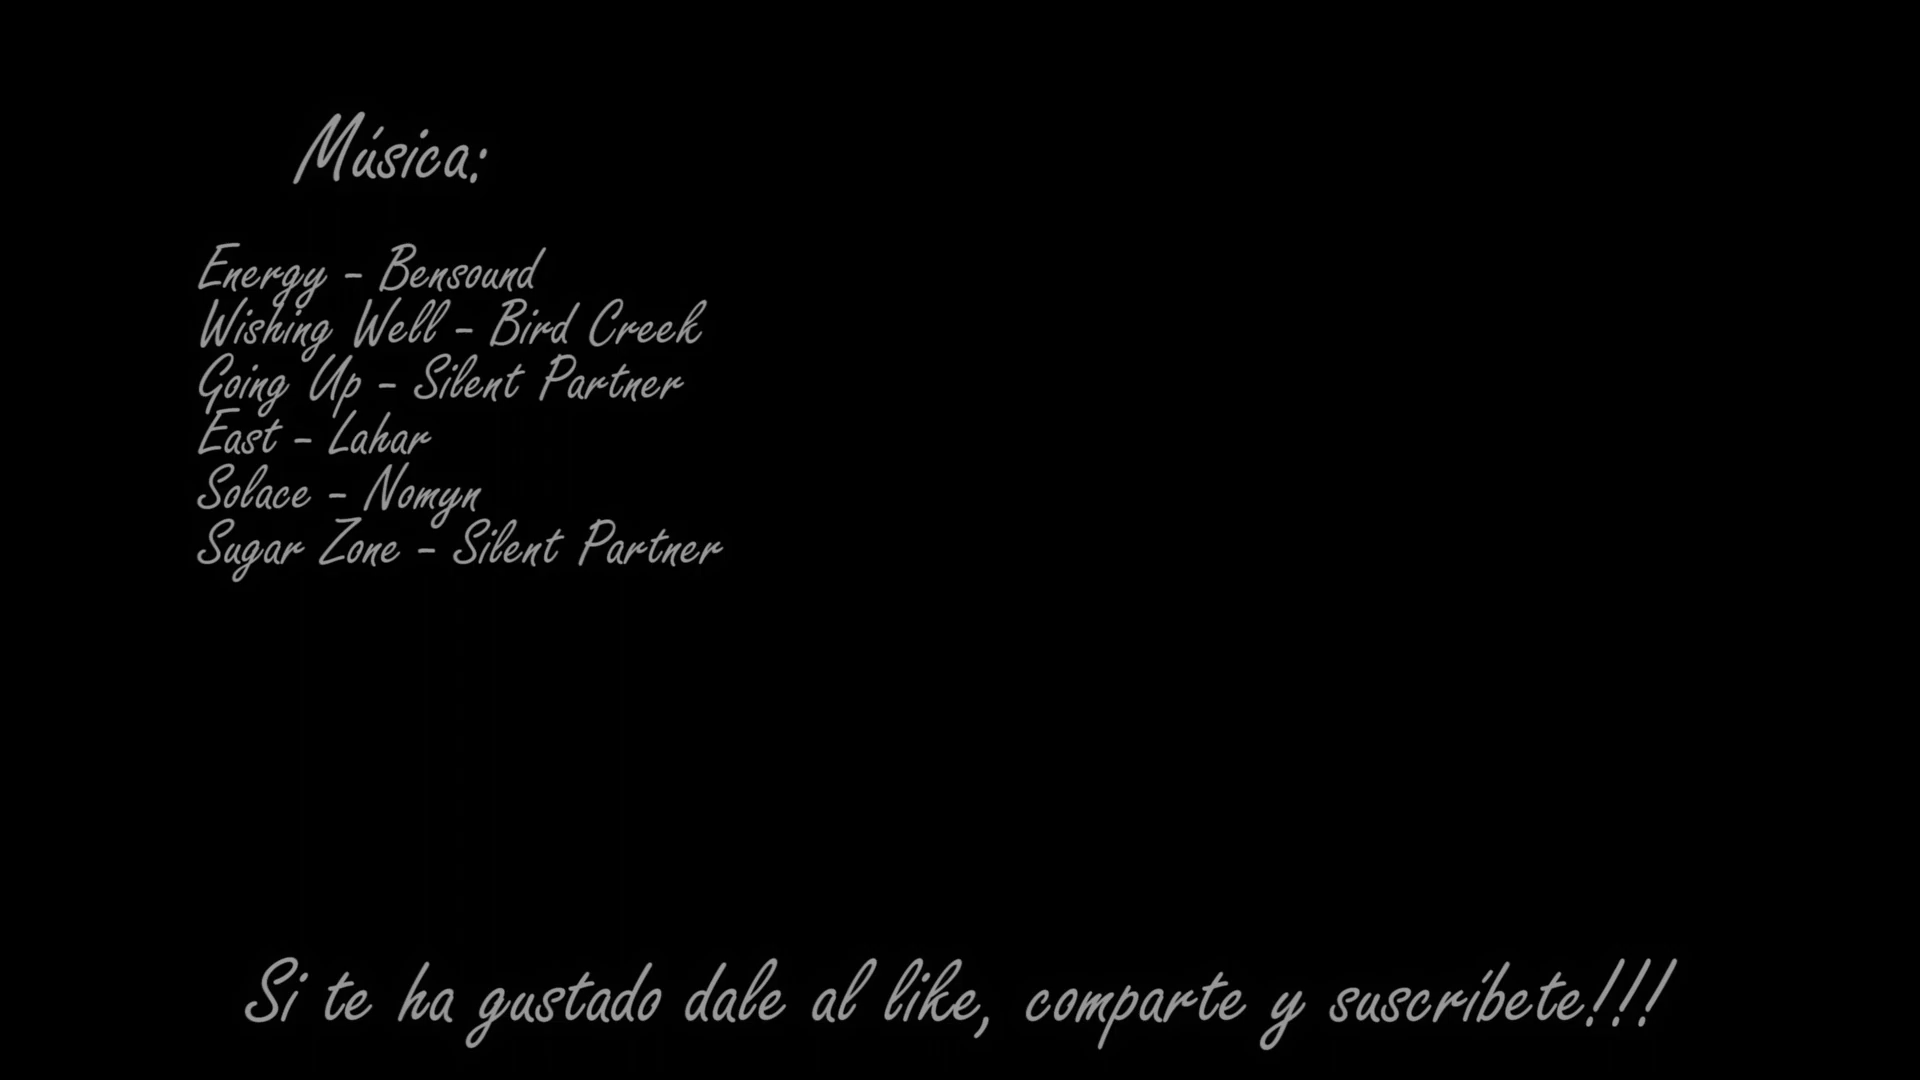 Música:
Energy - Bensound
Wishing Well - Bird Creek
Going Up - Silent Partner
East - Lahar
Solace - Nomyn
Sugar Zone - Silent Partner
Si te ha gustado dale al like, comparte y suscríbete!!!